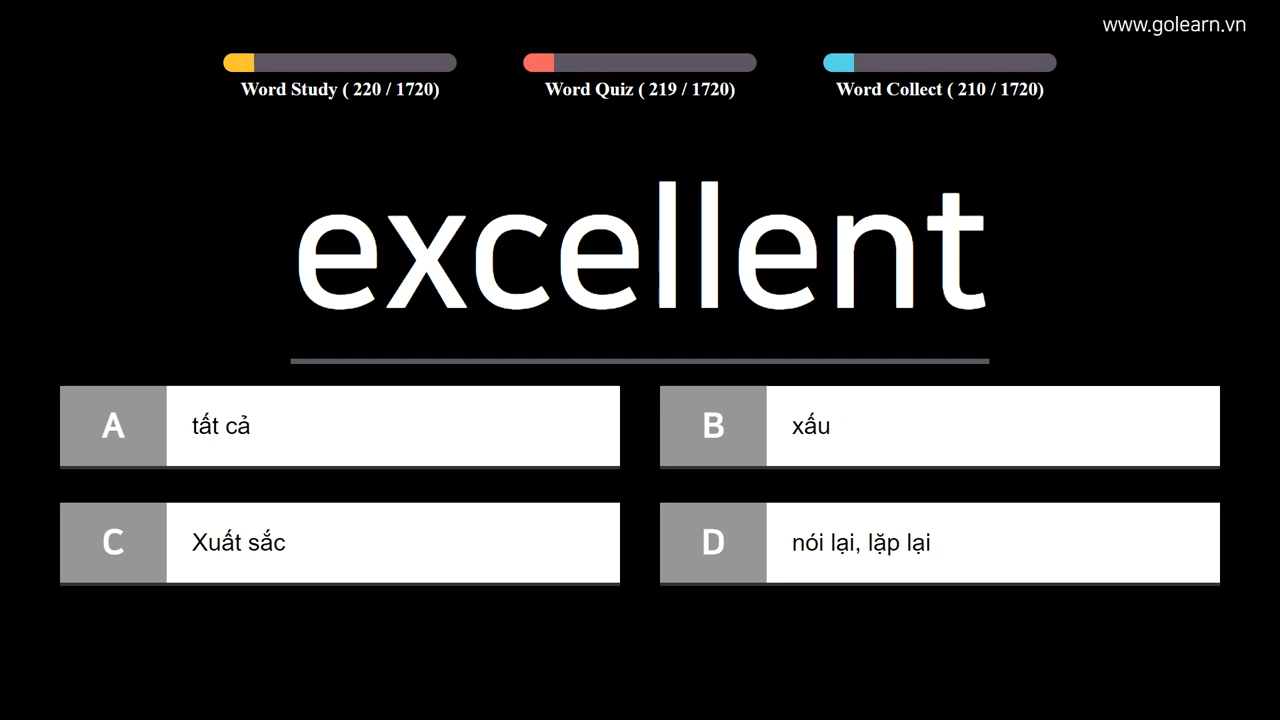 www.golearn.vn
Word Study ( 220 / 1720)
Word Quiz ( 219 / 1720)
Word Collect ( 210 / 1720)
excellent
A tất cả
B xấu
C Xuất sắc
D nói lại, lặp lại